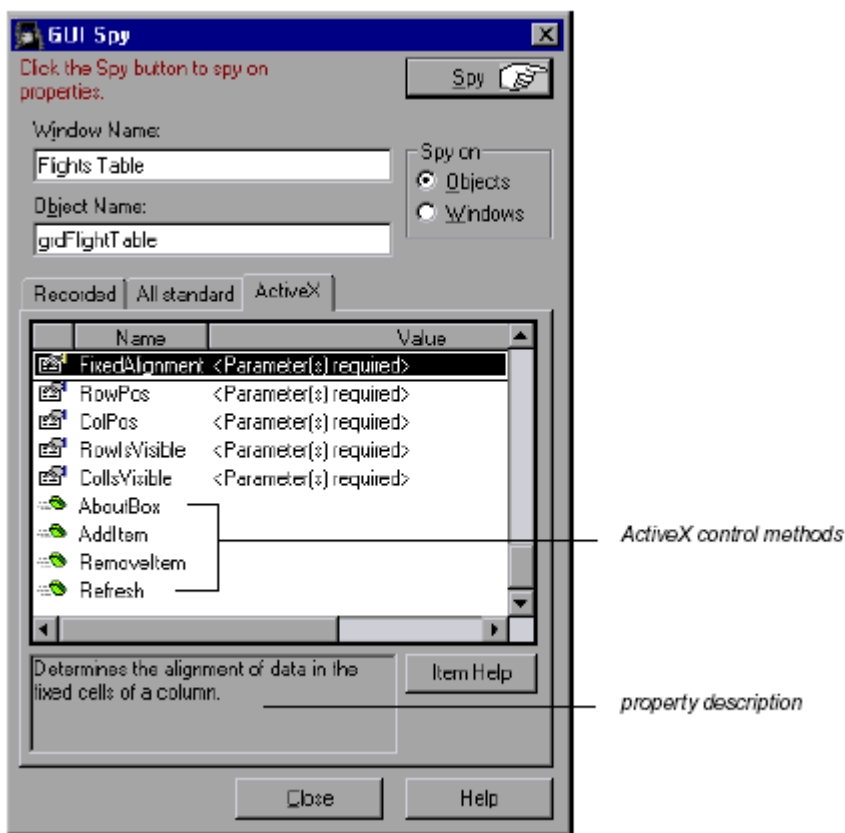 GUI Spy
Click the Spy button to spy on
properties.
Spy
Window Name:
Flights Table
Spy on
Objects
Windows
Object Name:
grdFlightTable
Recorded
All standard
ActiveX
Name Value
FixedAlignment <Parameter(s) required>
RowPos <Parameter(s) required>
ColPos <Parameter(s) required>
RowIsVisible <Parameter(s) required>
ColIsVisible <Parameter(s) required>
AboutBox
AddItem
RemoveItem
Refresh
ActiveX control methods
Determines the alignment of data in the
fixed cells of a column.
Item Help
property description
Close
Help